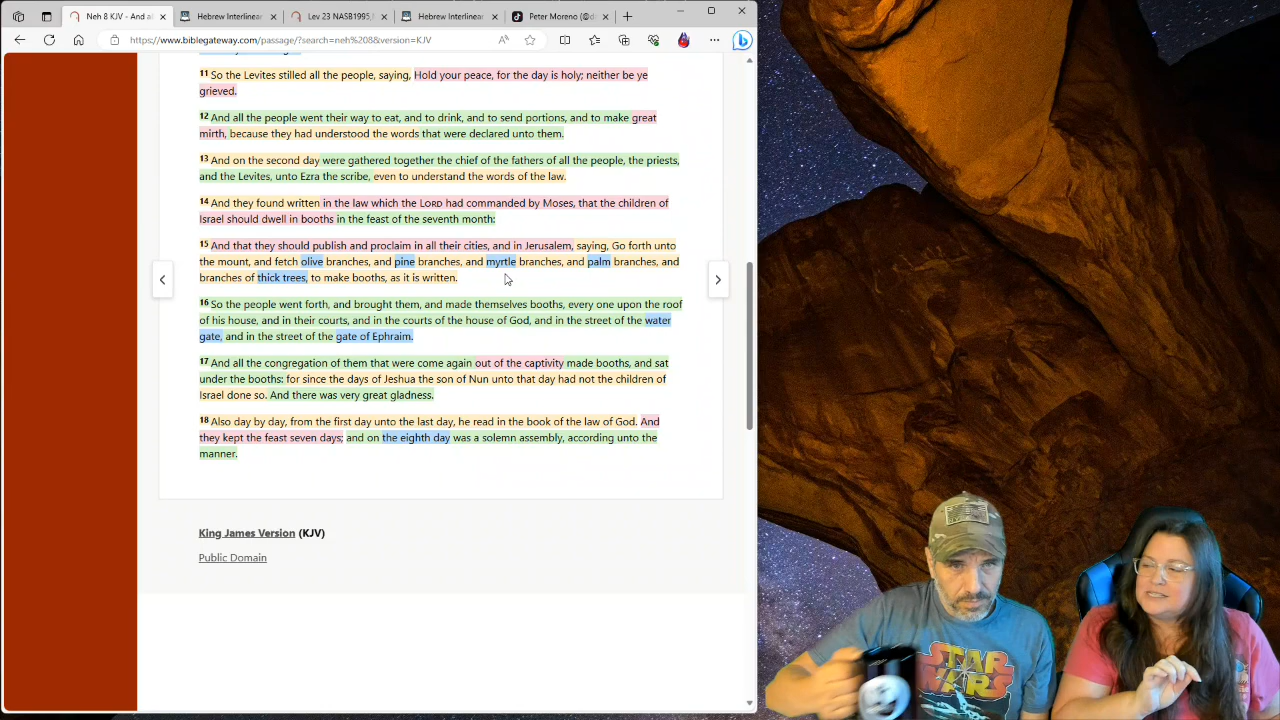 Neh 8 KJV - And a
Hebrew Interlinea
Lev 23 NASB1995,
Hebrew Interlinea
Peter Moreno (@d
https://www.biblegateway.com/passage/?search=neh%208&version=KJV
11 So the Levites stilled all the people, saying, Hold your peace, for the day is holy; neither be ye
grieved.
12 And all the people went their way to eat, and to drink, and to send portions, and to make great
mirth, because they had understood the words that were declared unto them.
13 And on the second day were gathered together the chief of the fathers of all the people, the priests,
and the Levites, unto Ezra the scribe, even to understand the words of the law.
14 And they found written in the law which the LORD had commanded by Moses, that the children of
Israel should dwell in booths in the feast of the seventh month:
15 And that they should publish and proclaim in all their cities, and in Jerusalem, saying, Go forth unto
the mount, and fetch olive branches, and pine branches, and myrtle branches, and palm branches, and
branches of thick trees, to make booths, as it is written.
16 So the people went forth, and brought them, and made themselves booths, every one upon the roof
of his house, and in their courts, and in the courts of the house of God, and in the street of the water
gate, and in the street of the gate of Ephraim.
17 And all the congregation of them that were come again out of the captivity made booths, and sat
under the booths: for since the days of Jeshua the son of Nun unto that day had not the children of
Israel done so. And there was very great gladness.
18 Also day by day, from the first day unto the last day, he read in the book of the law of God. And
they kept the feast seven days; and on the eighth day was a solemn assembly, according unto the
manner.
King James Version (KJV)
Public Domain
STAR
WARS